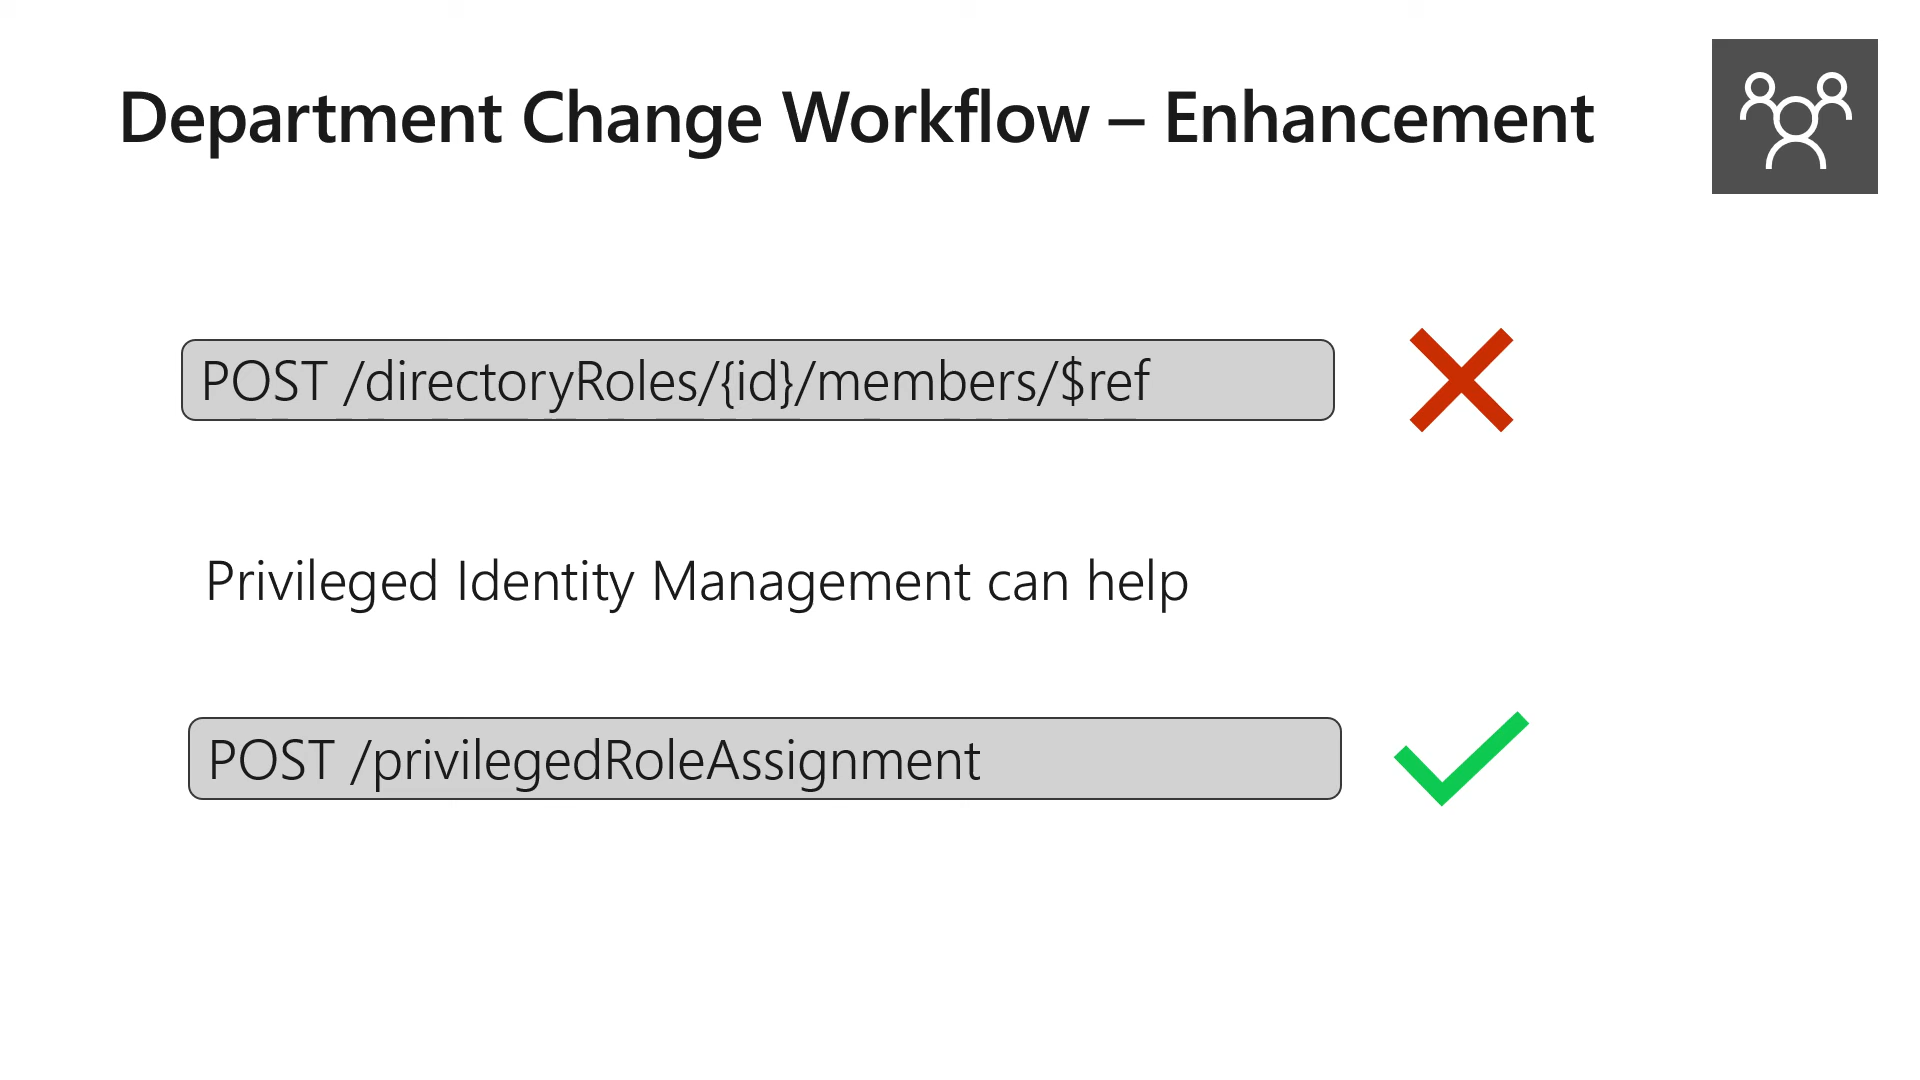 Department Change Workflow – Enhancement
POST /directoryRoles/{id}/members/$ref
Privileged Identity Management can help
POST /privilegedRoleAssignment